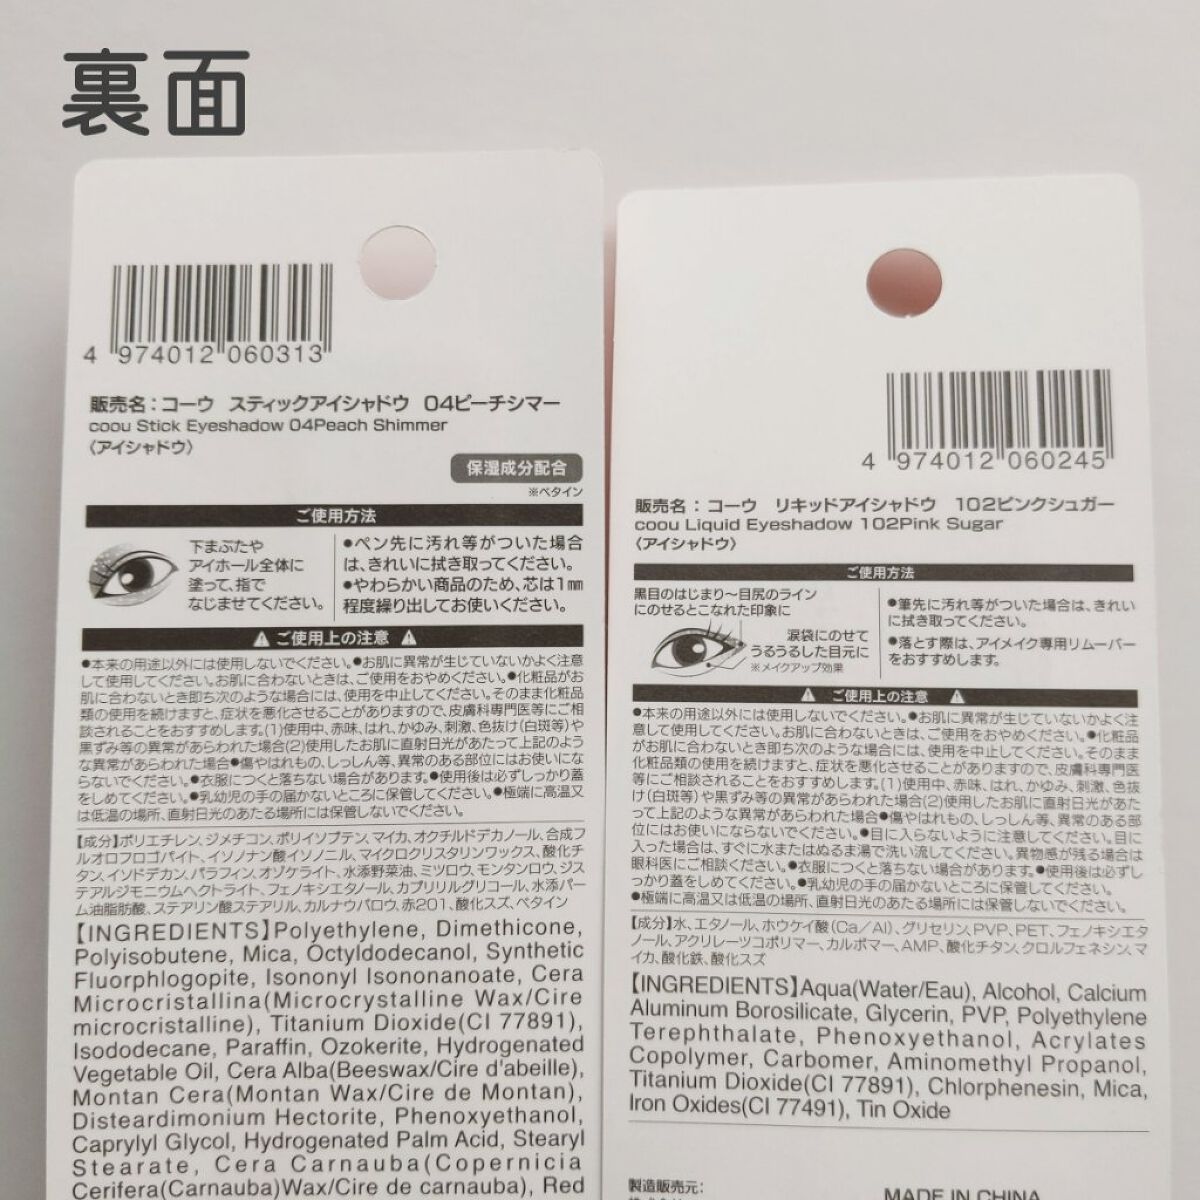 裏面
4 974012 060313
販売名：コーウ スティックアイシャドウ 04ピーチシマー
coou Stick Eyeshadow 04Peach Shimmer
〈アイシャドウ〉
保湿成分配合
※ベタイン
ご使用方法
下まぶたや
アイホール全体に
塗って、指で
なじませてください。
●ペン先に汚れ等がついた場合
は、きれいに拭き取ってください。
●やわらかい商品のため、芯は1mm
程度繰り出してお使いください。
⚠ ご使用上の注意 ⚠
●本来の用途以外には使用しないでください。●お肌に異常が生じていないかよく注意
して使用してください。お肌に合わないときは、ご使用をおやめください。●化粧品がお
肌に合わないとき即ち次のような場合には、使用を中止してください。そのまま化粧品
類の使用を続けますと、症状を悪化させることがありますので、皮膚科専門医等にご相
談されることをおすすめします。(1)使用中、赤味、はれ、かゆみ、刺激、色抜け(白斑等)や
黒ずみ等の異常があらわれた場合(2)使用したお肌に直射日光があたって上記のよう
な異常があらわれた場合●傷やはれもの、しっしん等、異常のある部位にはお使いにな
らないでください。●衣服につくと落ちない場合があります。●使用後は必ずしっかり蓋
をしめてください。●乳幼児の手の届かないところに保管してください。●極端に高温又
は低温の場所、直射日光のあたる場所には保管しないでください。
【成分】ポリエチレン、ジメチコン、ポリイソブテン、マイカ、オクチルドデカノール、合成フ
ルオロフロゴパイト、イソノナン酸イソノニル、マイクロクリスタリンワックス、酸化チ
タン、イソドデカン、パラフィン、オゾケライト、水添野菜油、ミツロウ、モンタンロウ、ジス
テアルジモニウムヘクトライト、フェノキシエタノール、カプリリルグリコール、水添パー
ム油脂肪酸、ステアリン酸ステアリル、カルナウバロウ、赤201、酸化スズ、ベタイン
【INGREDIENTS】Polyethylene, Dimethicone,
Polyisobutene, Mica, Octyldodecanol, Synthetic
Fluorphlogopite, Isononyl Isononanoate, Cera
Microcristallina(Microcrystalline Wax/Cire
microcristalline), Titanium Dioxide(CI 77891),
Isododecane, Paraffin, Ozokerite, Hydrogenated
Vegetable Oil, Cera Alba(Beeswax/Cire d'abeille),
Montan Cera(Montan Wax/Cire de Montan),
Disteardimonium Hectorite, Phenoxyethanol,
Caprylyl Glycol, Hydrogenated Palm Acid, Stearyl
Stearate, Cera Carnauba(Copernicia
Cerifera(Carnauba)Wax/Cire de carnauba), Red
4 974012 060245
販売名：コーウ リキッドアイシャドウ 102ピンクシュガー
coou Liquid Eyeshadow 102Pink Sugar
〈アイシャドウ〉
ご使用方法
黒目のはじまり～目尻のライン
にのせるとこなれた印象に
涙袋にのせて
うるうるした目元に
※メイクアップ効果
●筆先に汚れ等がついた場合は、きれい
に拭き取ってください。
●落とす際は、アイメイク専用リムーバー
をおすすめします。
⚠ ご使用上の注意 ⚠
●本来の用途以外には使用しないでください。●お肌に異常が生じていないかよく注
意して使用してください。お肌に合わないときは、ご使用をおやめください。●化粧品
がお肌に合わないとき即ち次のような場合には、使用を中止してください。そのまま
化粧品類の使用を続けますと、症状を悪化させることがありますので、皮膚科専門医
等にご相談されることをおすすめします。(1)使用中、赤味、はれ、かゆみ、刺激、色抜
け(白斑等)や黒ずみ等の異常があらわれた場合(2)使用したお肌に直射日光があた
って上記のような異常があらわれた場合●傷やはれもの、しっしん等、異常のある部
位にはお使いにならないでください。●目に入らないように注意してください。目に
入った場合は、すぐに水またはぬるま湯で洗い流してください。異物感が残る場合は
眼科医にご相談ください。●衣服につくと落ちない場合があります。●使用後は必ずし
っかり蓋をしめてください。●乳幼児の手の届かないところに保管してください。
●極端に高温又は低温の場所、直射日光のあたる場所には保管しないでください。
【成分】水、エタノール、ホウケイ酸(Ca/Al)、グリセリン、PVP、PET、フェノキシエタ
ノール、アクリレーツコポリマー、カルボマー、AMP、酸化チタン、クロルフェネシン、マ
イカ、酸化鉄、酸化スズ
【INGREDIENTS】Aqua(Water/Eau), Alcohol, Calcium
Aluminum Borosilicate, Glycerin, PVP, Polyethylene
Terephthalate, Phenoxyethanol, Acrylates
Copolymer, Carbomer, Aminomethyl Propanol,
Titanium Dioxide(CI 77891), Chlorphenesin, Mica,
Iron Oxides(CI 77491), Tin Oxide
製造販売元：
MADE IN CHINA